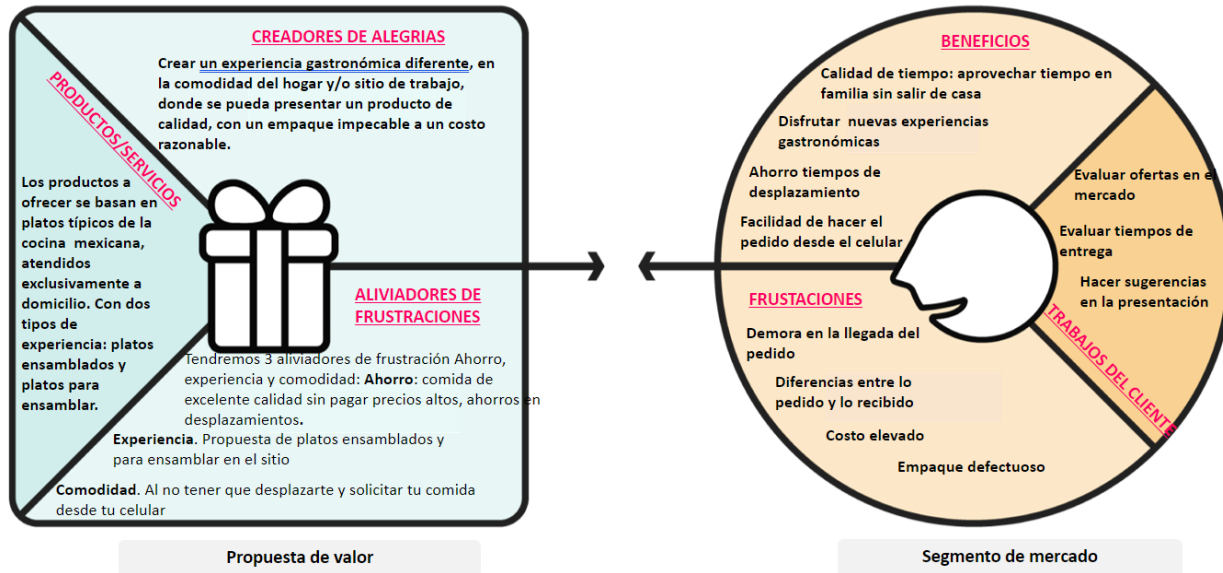 CREADORES DE ALEGRIAS
Crear un experiencia gastronómica diferente, en
la comodidad del hogar y/o sitio de trabajo,
donde se pueda presentar un producto de
calidad, con un empaque impecable a un costo
razonable.
PRODUCTOS/SERVICIOS
Los productos a
ofrecer se basan en
platos típicos de la
cocina mexicana,
atendidos
exclusivamente a
domicilio. Con dos
tipos de
experiencia: platos
ensamblados y
platos para
ensamblar.
ALIVIADORES DE
FRUSTRACIONES
Tendremos 3 aliviadores de frustración Ahorro,
experiencia y comodidad: Ahorro: comida de
excelente calidad sin pagar precios altos, ahorros en
desplazamientos.
Experiencia. Propuesta de platos ensamblados y
para ensamblar en el sitio
Comodidad. Al no tener que desplazarte y solicitar tu comida
desde tu celular
Propuesta de valor
BENEFICIOS
Calidad de tiempo: aprovechar tiempo en
familia sin salir de casa
Disfrutar nuevas experiencias
gastronómicas
Ahorro tiempos de
desplazamiento
Facilidad de hacer el
pedido desde el celular
FRUSTACIONES
Demora en la llegada del
pedido
Diferencias entre lo
pedido y lo recibido
Costo elevado
Empaque defectuoso
Evaluar ofertas en el
mercado
Evaluar tiempos de
entrega
Hacer sugerencias
en la presentación
TRABAJOS DEL CLIENTE
Segmento de mercado